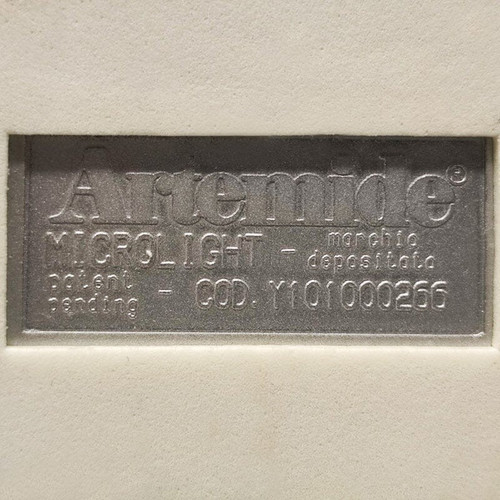 Artemide®
MICROLIGHT - marchio depositato
patent pending - COD. Y101000266